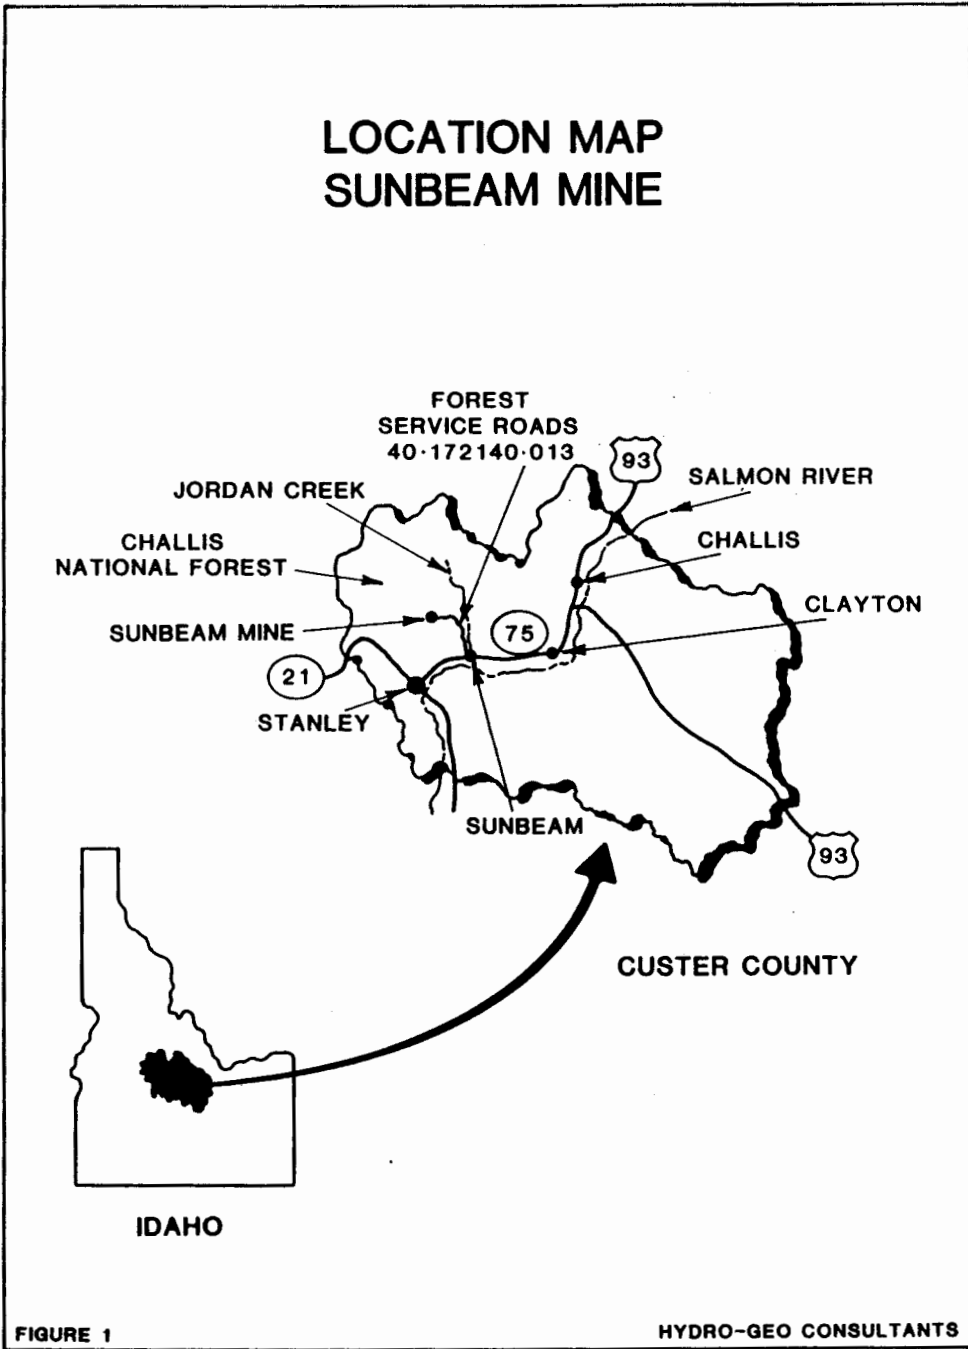 LOCATION MAP
SUNBEAM MINE
FOREST
SERVICE ROADS
40·172140·013
93
SALMON RIVER
JORDAN CREEK
CHALLIS
NATIONAL FOREST
CHALLIS
CLAYTON
SUNBEAM MINE
75
21
STANLEY
SUNBEAM
93
CUSTER COUNTY
IDAHO
FIGURE 1
HYDRO-GEO CONSULTANTS